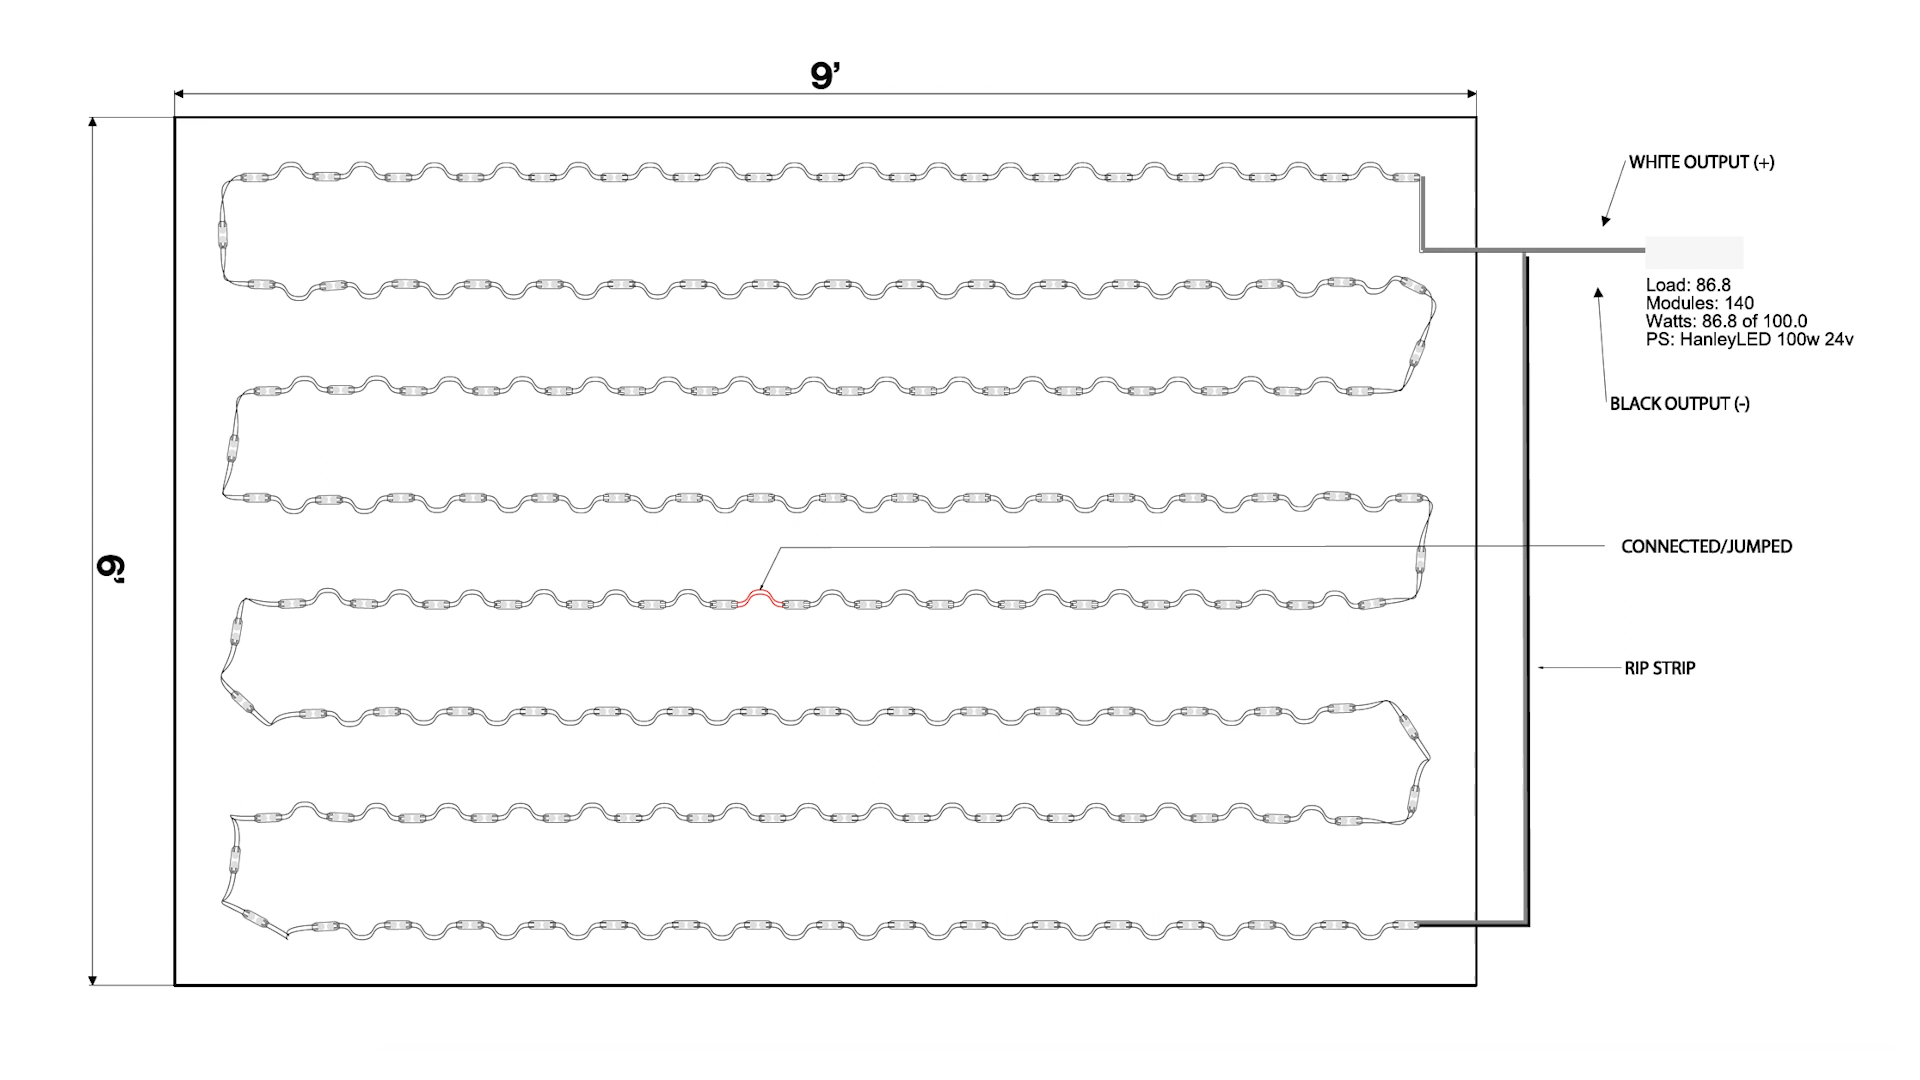 9'
6'
WHITE OUTPUT (+)
Load: 86.8
Modules: 140
Watts: 86.8 of 100.0
PS: HanleyLED 100w 24v
BLACK OUTPUT (-)
CONNECTED/JUMPED
RIP STRIP